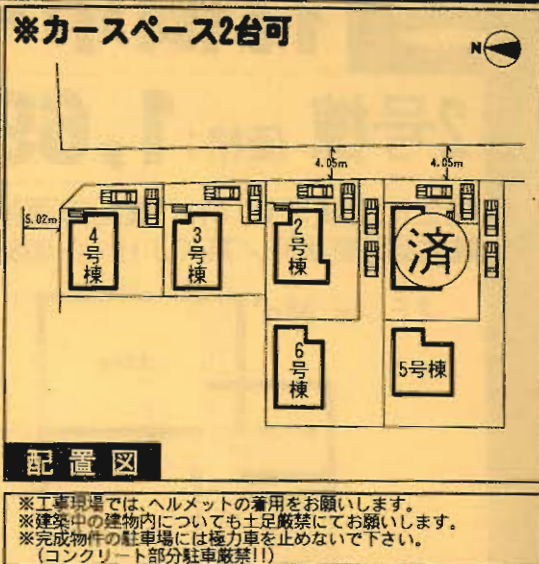 ※カースペース2台可
N
4.05m
4.05m
5.02m
4号棟
3号棟
2号棟
済
6号棟
5号棟
配置図
※工事現場では、ヘルメットの着用をお願いします。
※建築中の建物内についても土足厳禁にてお願いします。
※完成物件の駐車場には極力車を止めないで下さい。
(コンクリート部分駐車厳禁!!)